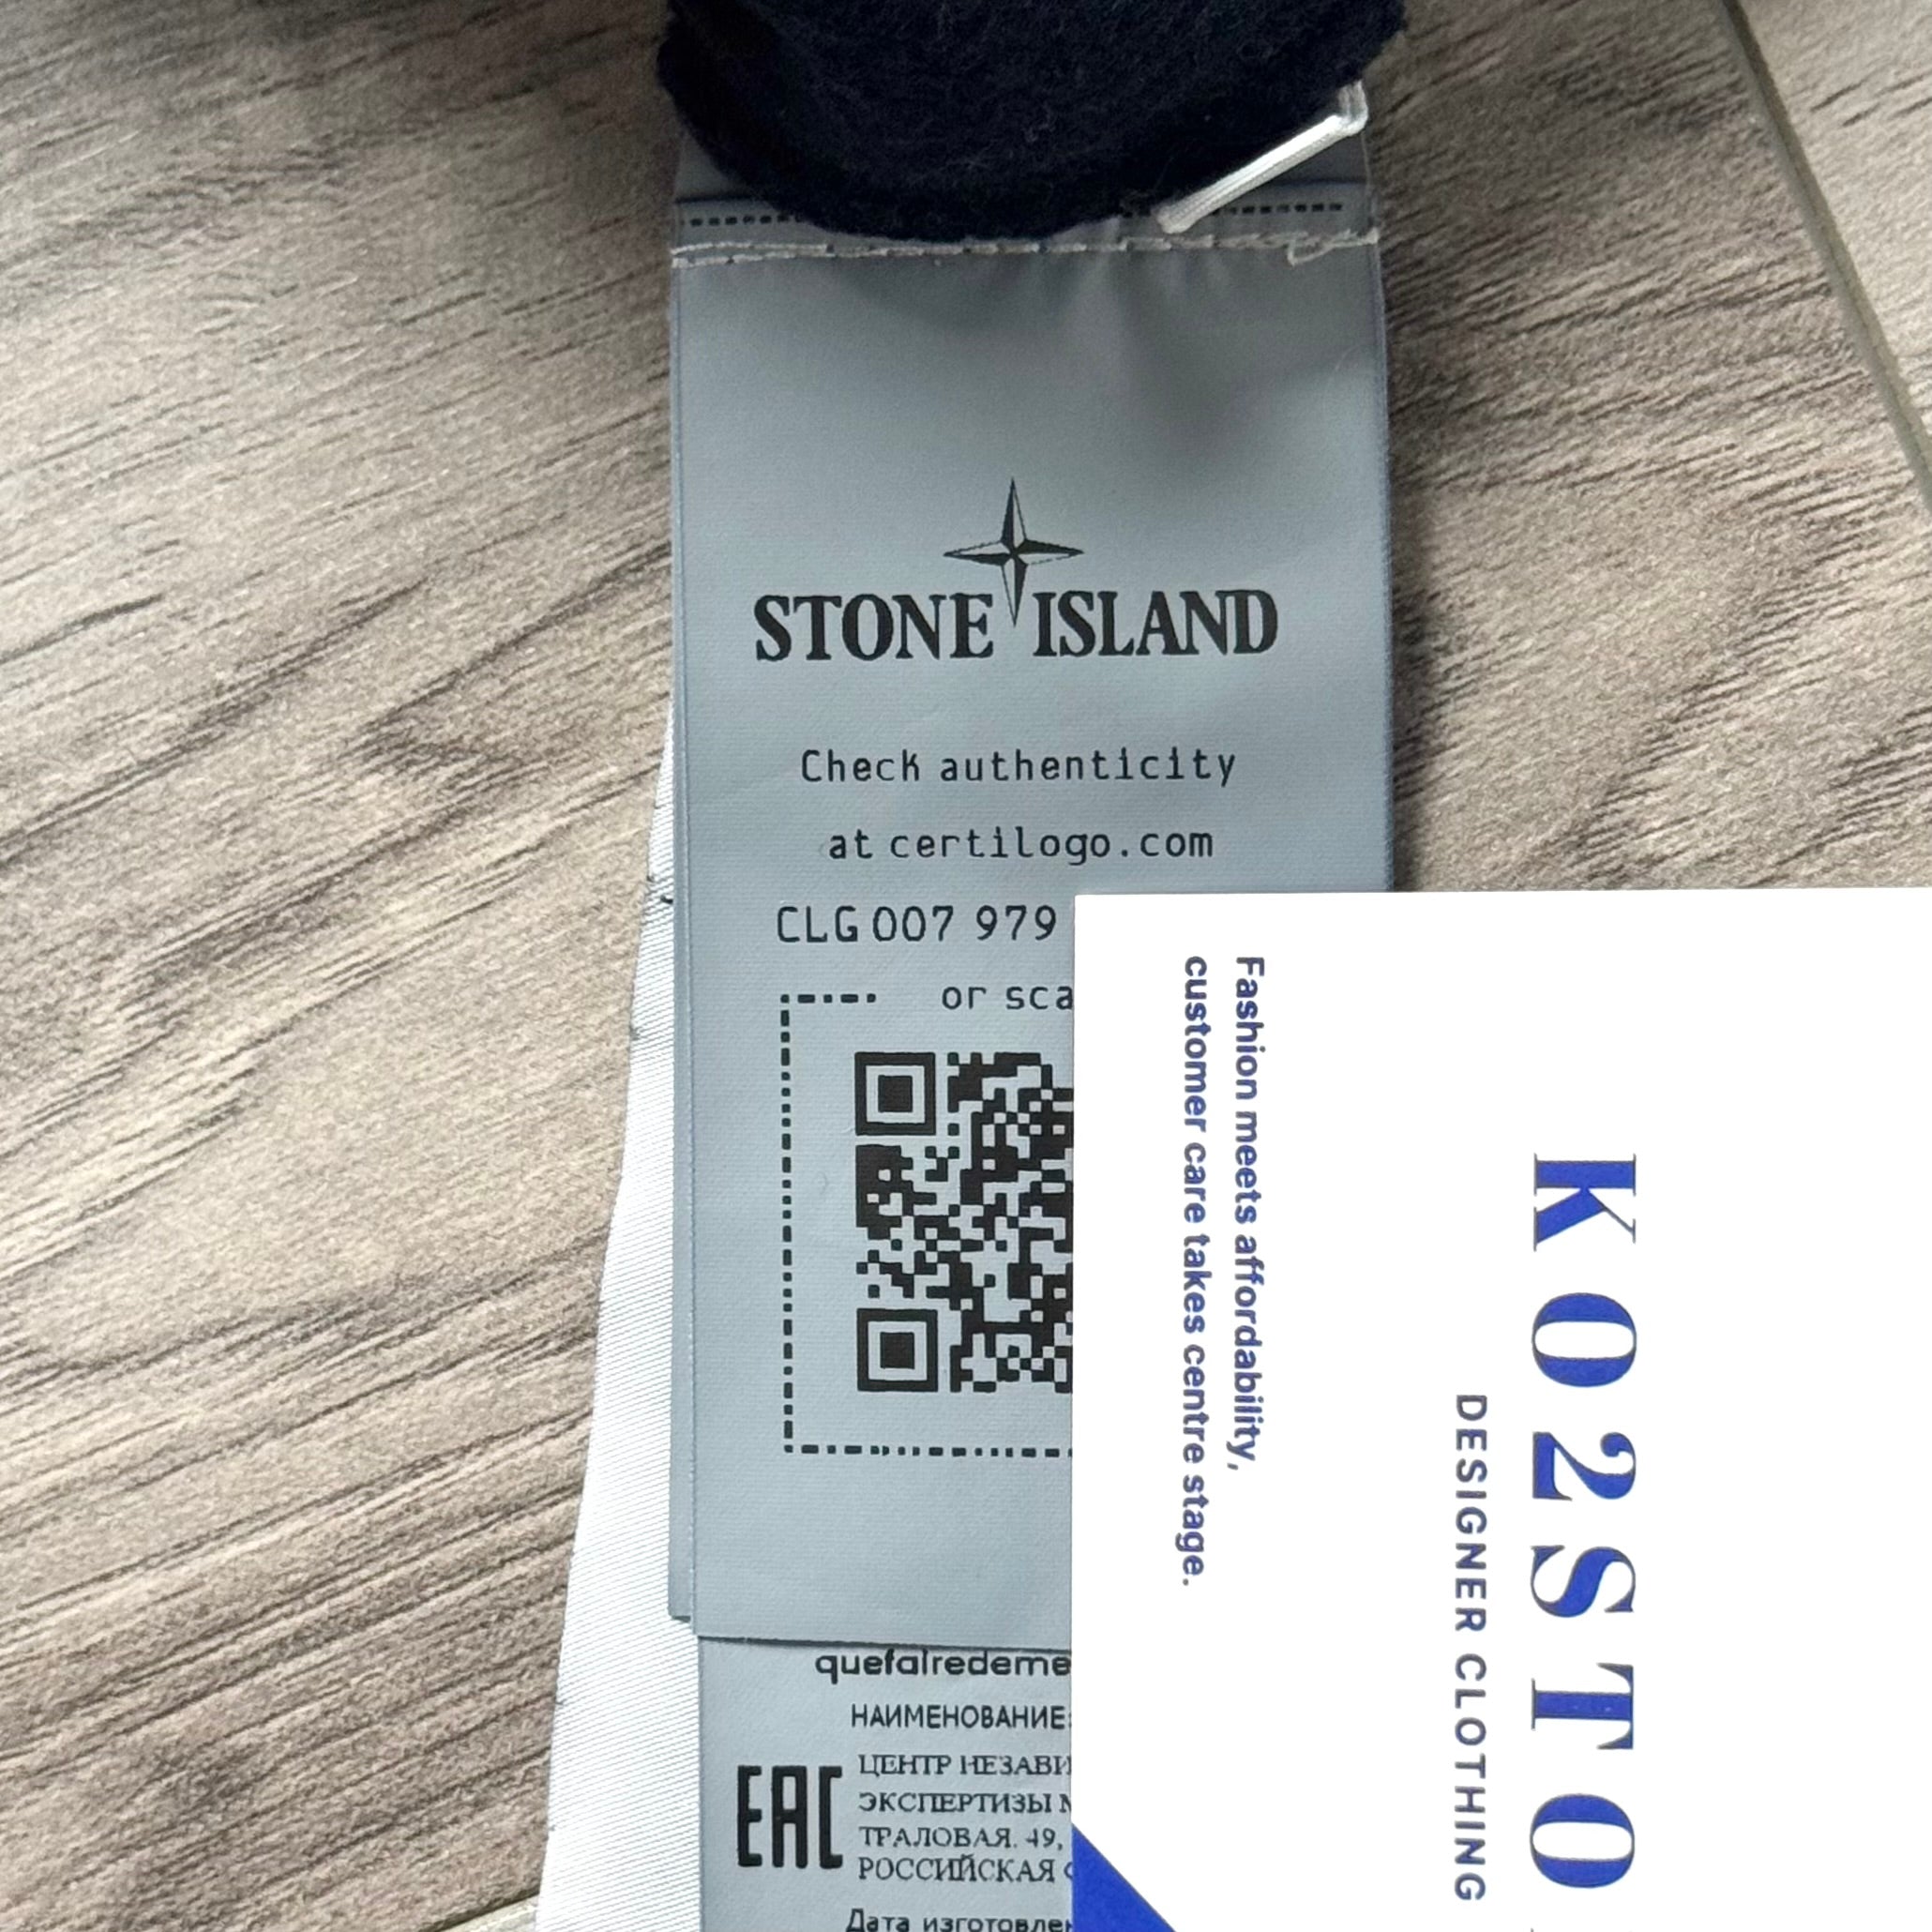 STONE ISLAND
Check authenticity
at certilogo.com
CLG 007 979
or sca
quefairedeme
НАИМЕНОВАНИЕ:
EAC
ЦЕНТР НЕЗАВИ
ЭКСПЕРТИЗЫ
ТРАЛОВАЯ. 49,
РОССИЙСКАЯ
Дата изготовлен
KO2STO
DESIGNER CLOTHING
Fashion meets affordability,
customer care takes centre stage.